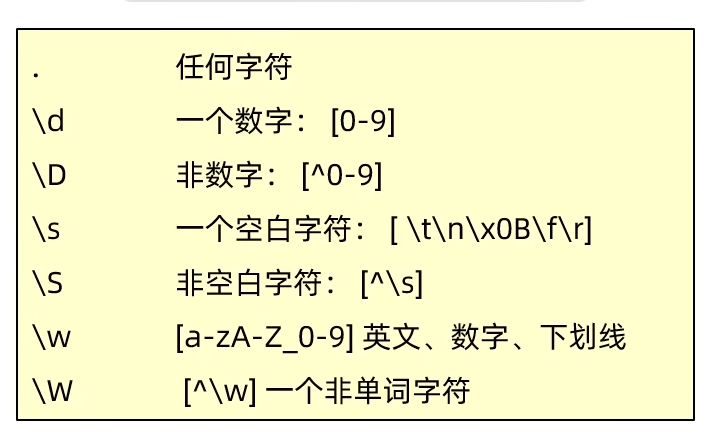 . 任何字符
\d 一个数字： [0-9]
\D 非数字： [^0-9]
\s 一个空白字符： [ \t\n\x0B\f\r]
\S 非空白字符： [^\s]
\w [a-zA-Z_0-9] 英文、数字、下划线
\W [^\w] 一个非单词字符